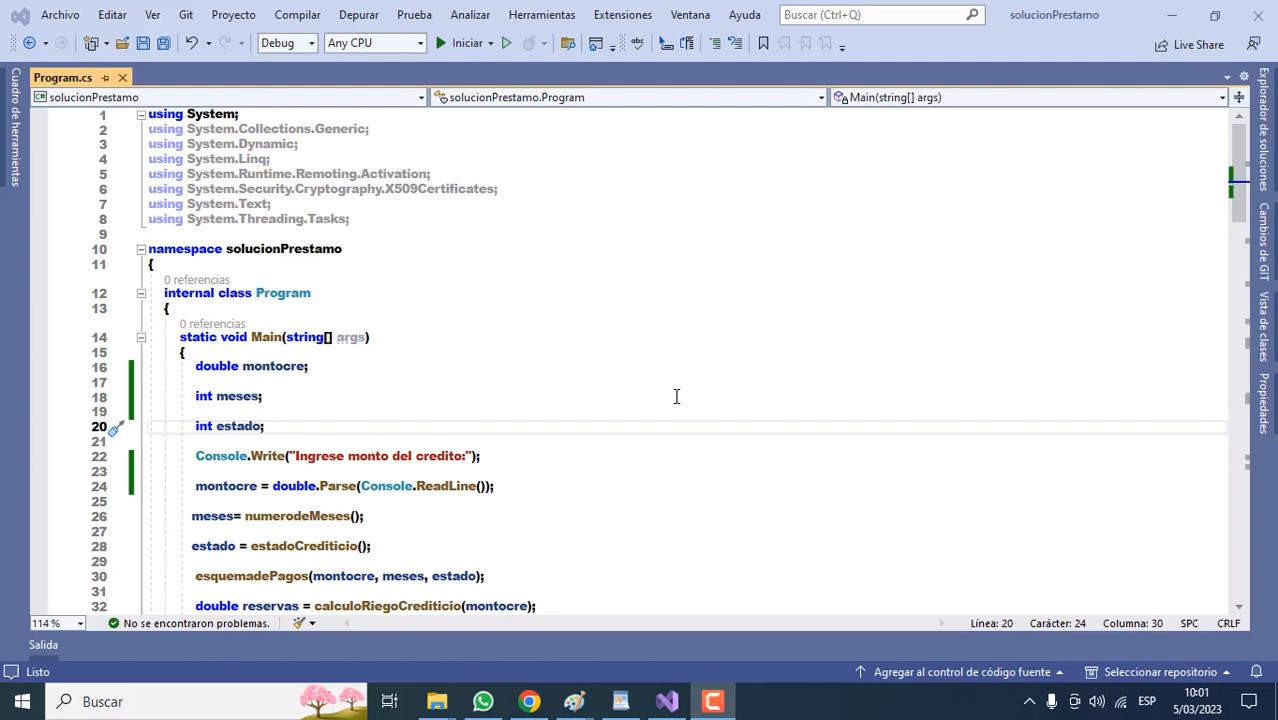 Archivo Editar Ver Git Proyecto Compilar Depurar Prueba Analizar Herramientas Extensiones Ventana Ayuda Buscar (Ctrl+Q) solucionPrestamo
Debug Any CPU Iniciar Live Share
Program.cs
solucionPrestamo solucionPrestamo.Program Main(string[] args)
Cuadro de herramientas
1 using System;
2 using System.Collections.Generic;
3 using System.Dynamic;
4 using System.Linq;
5 using System.Runtime.Remoting.Activation;
6 using System.Security.Cryptography.X509Certificates;
7 using System.Text;
8 using System.Threading.Tasks;
9
10 namespace solucionPrestamo
11 {
0 referencias
12 internal class Program
13 {
0 referencias
14 static void Main(string[] args)
15 {
16 double montocre;
17
18 int meses;
19
20 int estado;
21
22 Console.Write("Ingrese monto del credito:");
23
24 montocre = double.Parse(Console.ReadLine());
25
26 meses= numerodeMeses();
27
28 estado = estadoCrediticio();
29
30 esquemadePagos(montocre, meses, estado);
31
32 double reservas = calculoRiegoCrediticio(montocre);
Explorador de soluciones
Cambios de GIT
Vista de clases
Propiedades
114 % No se encontraron problemas. Línea: 20 Carácter: 24 Columna: 30 SPC CRLF
Salida
Listo Agregar al control de código fuente Seleccionar repositorio
Buscar ESP 10:01
5/03/2023